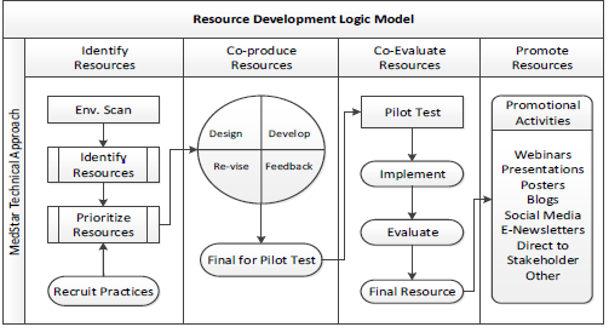 Resource Development Logic Model
MedStar Technical Approach
Identify
Resources
Env. Scan
Identify
Resources
Prioritize
Resources
Recruit Practices
Co-produce
Resources
Design
Develop
Re-vise
Feedback
Final for Pilot Test
Co-Evaluate
Resources
Pilot Test
Implement
Evaluate
Final Resource
Promote
Resources
Promotional
Activities
Webinars
Presentations
Posters
Blogs
Social Media
E-Newsletters
Direct to
Stakeholder
Other